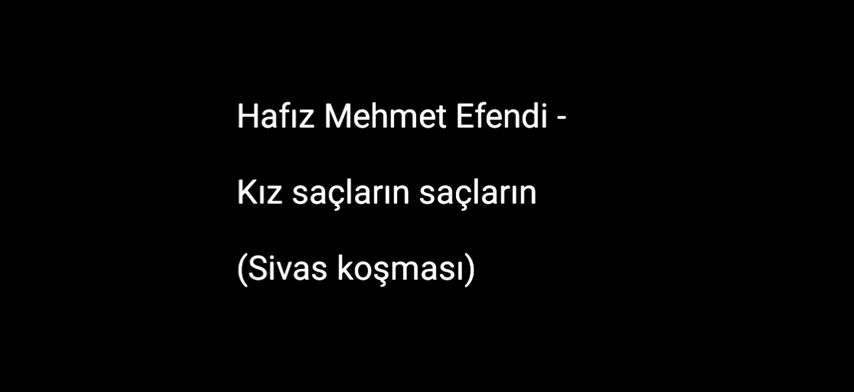 Hafız Mehmet Efendi -
Kız saçların saçların
(Sivas koşması)